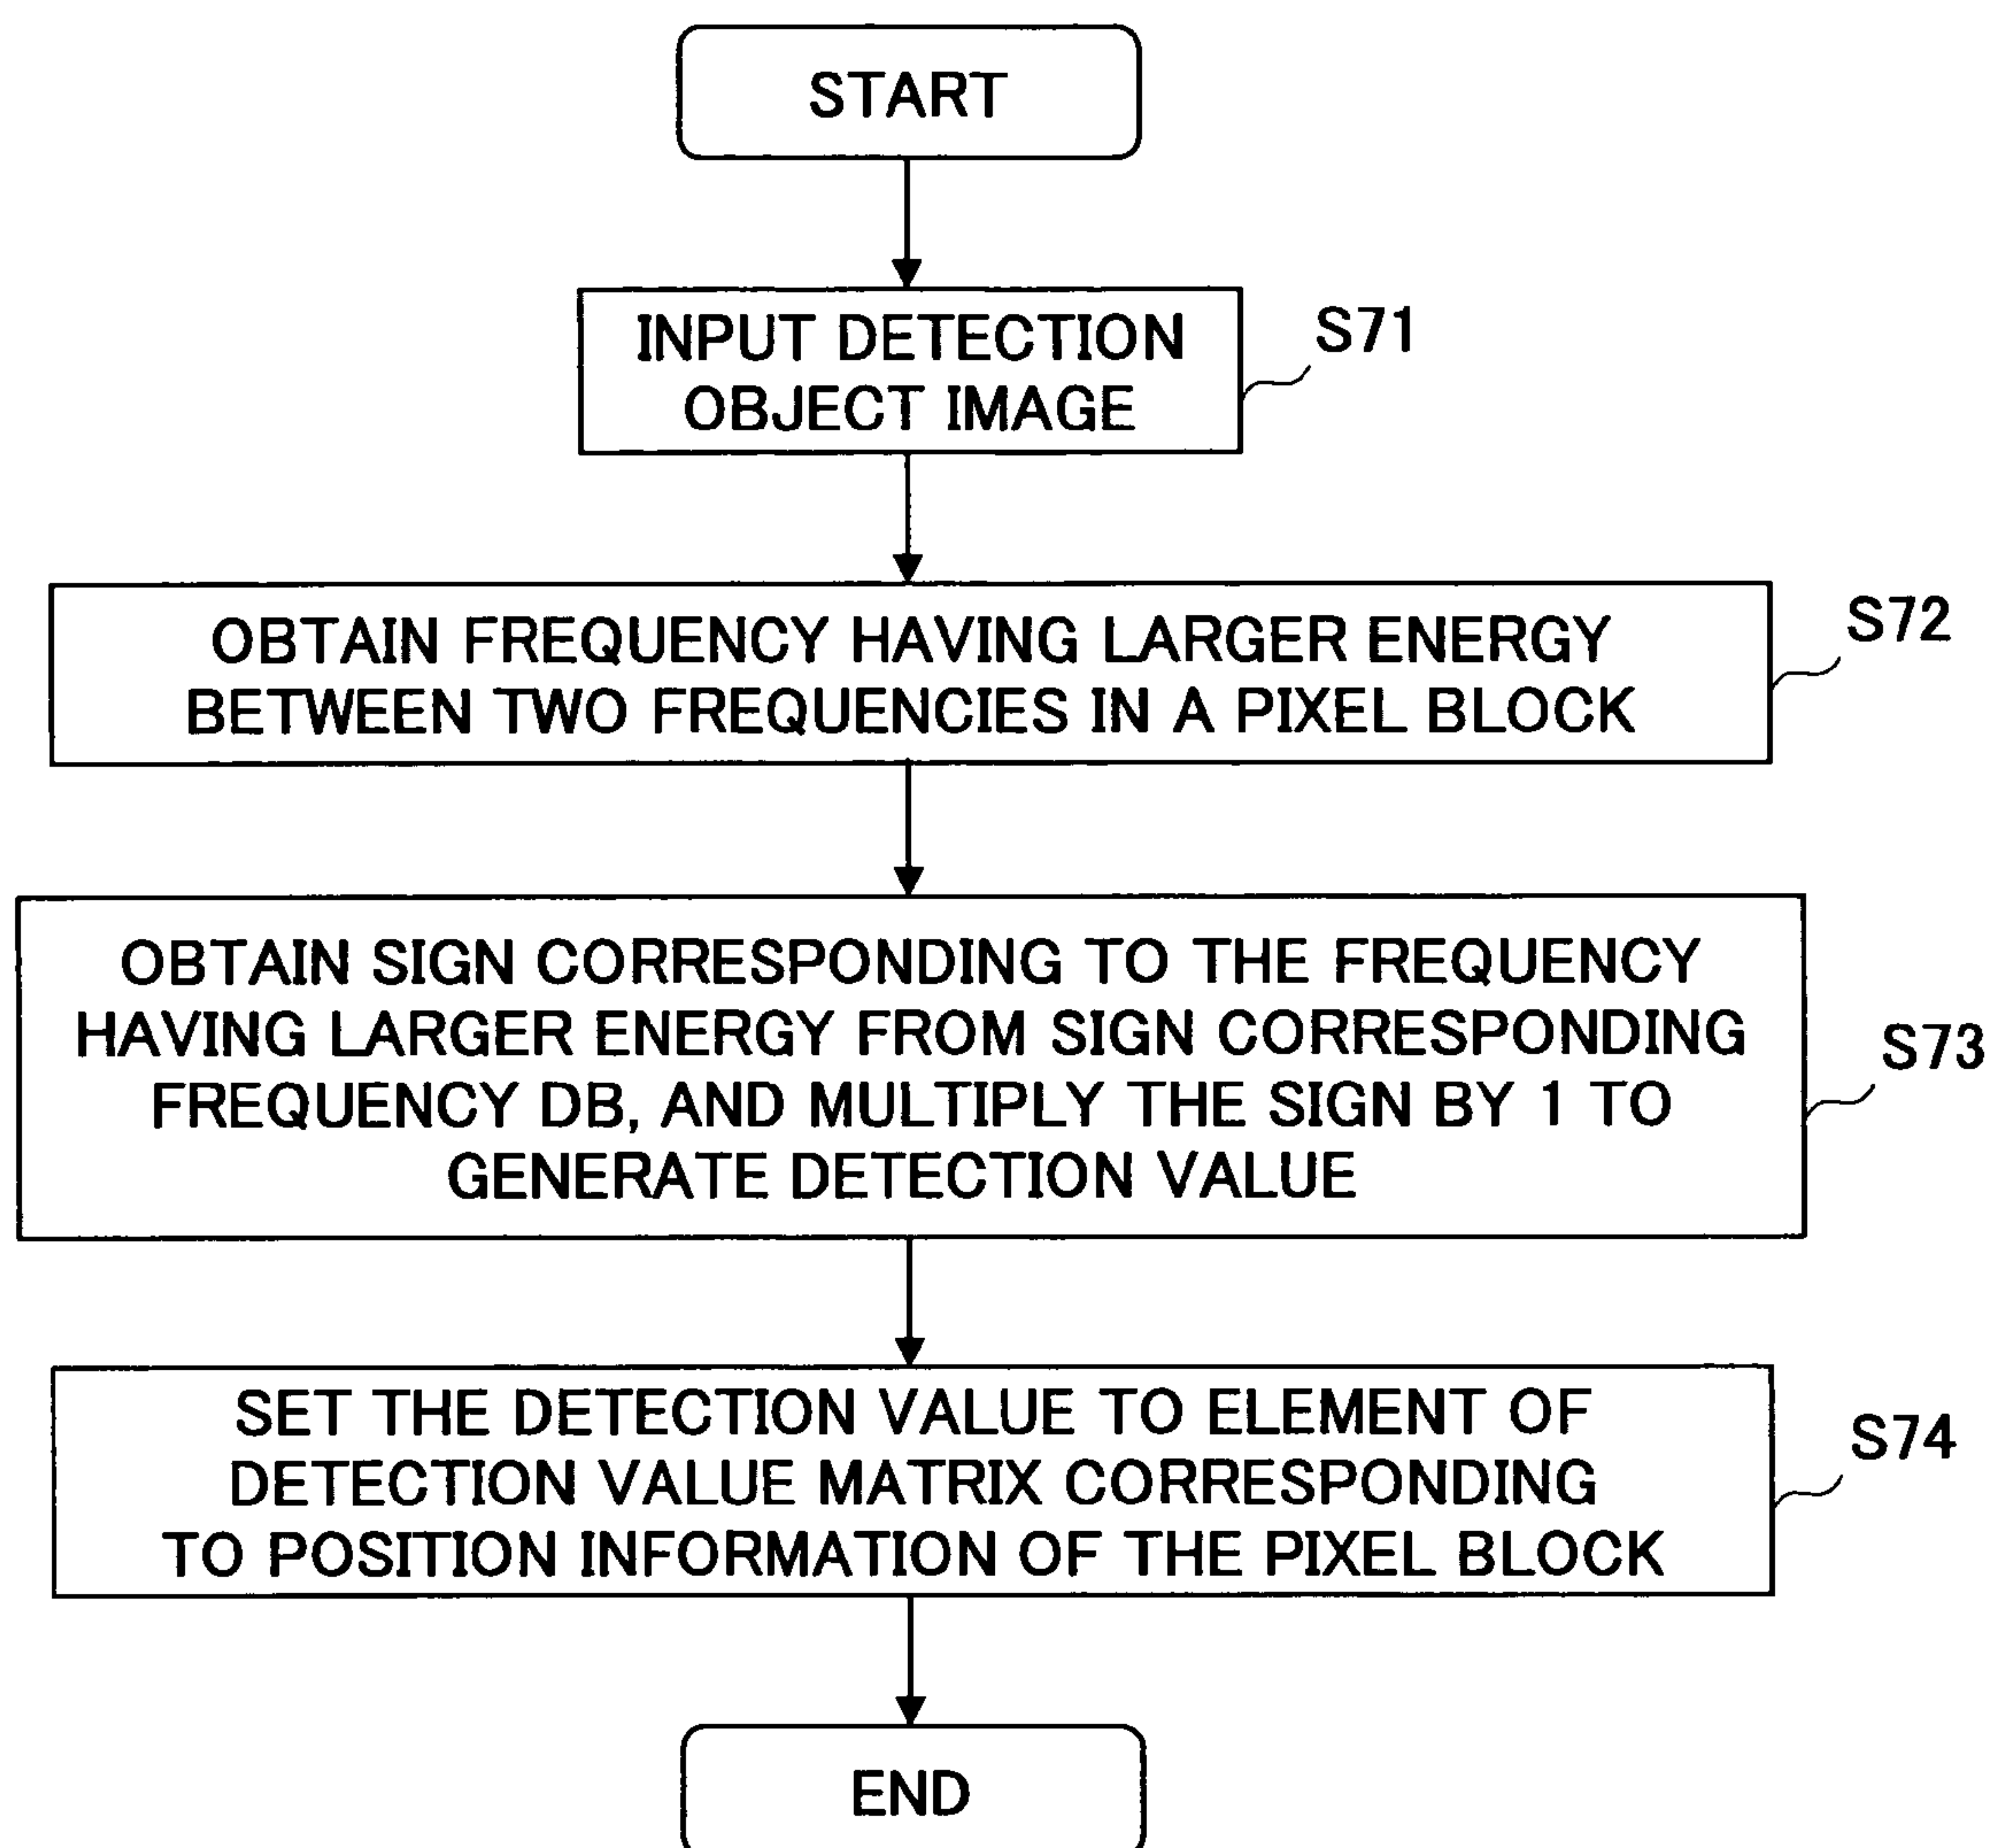 START
INPUT DETECTION
OBJECT IMAGE
S71
OBTAIN FREQUENCY HAVING LARGER ENERGY
BETWEEN TWO FREQUENCIES IN A PIXEL BLOCK
S72
OBTAIN SIGN CORRESPONDING TO THE FREQUENCY
HAVING LARGER ENERGY FROM SIGN CORRESPONDING
FREQUENCY DB, AND MULTIPLY THE SIGN BY 1 TO
GENERATE DETECTION VALUE
S73
SET THE DETECTION VALUE TO ELEMENT OF
DETECTION VALUE MATRIX CORRESPONDING
TO POSITION INFORMATION OF THE PIXEL BLOCK
S74
END